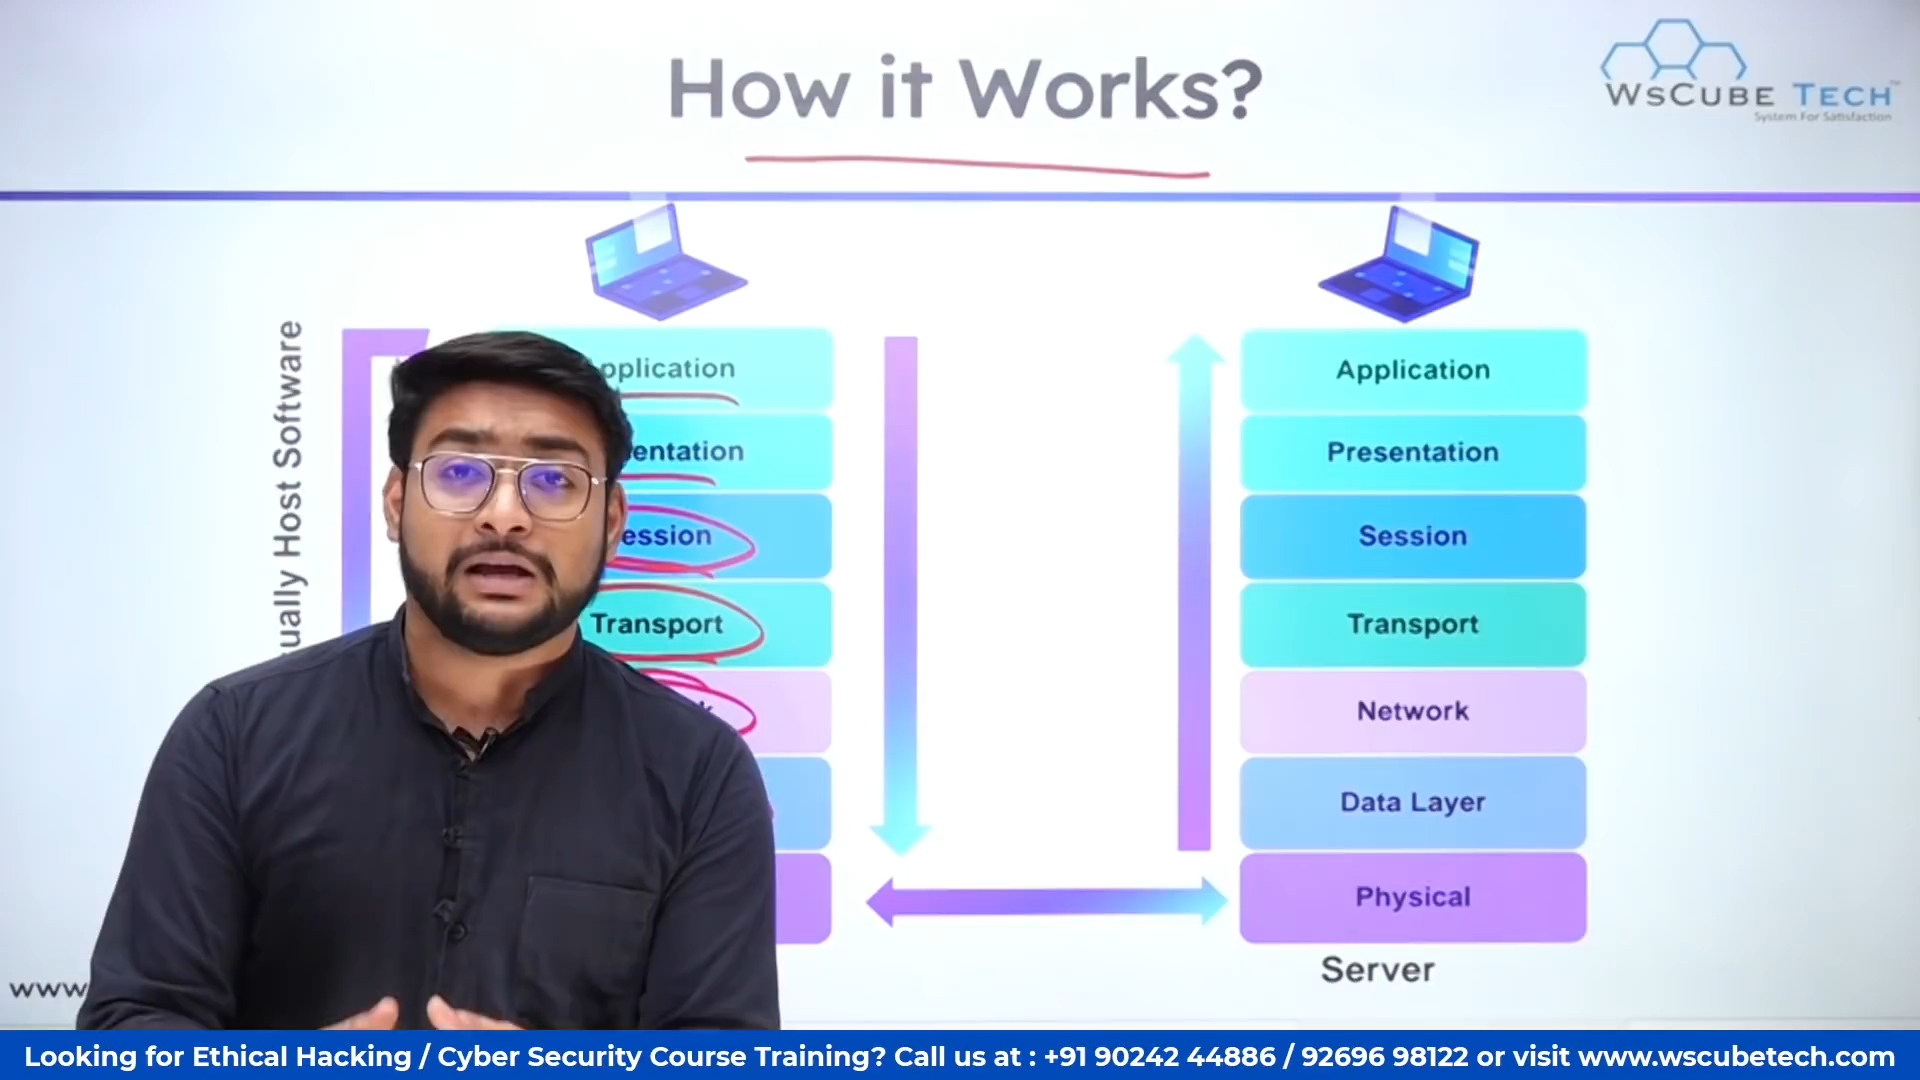 How it Works?
WsCube Tech
System For Satisfaction
ually Host Software
pplication
entation
ession
Transport
k
Application
Presentation
Session
Transport
Network
Data Layer
Physical
Server
www
Looking for Ethical Hacking / Cyber Security Course Training? Call us at : +91 90242 44886 / 92696 98122 or visit www.wscubetech.com